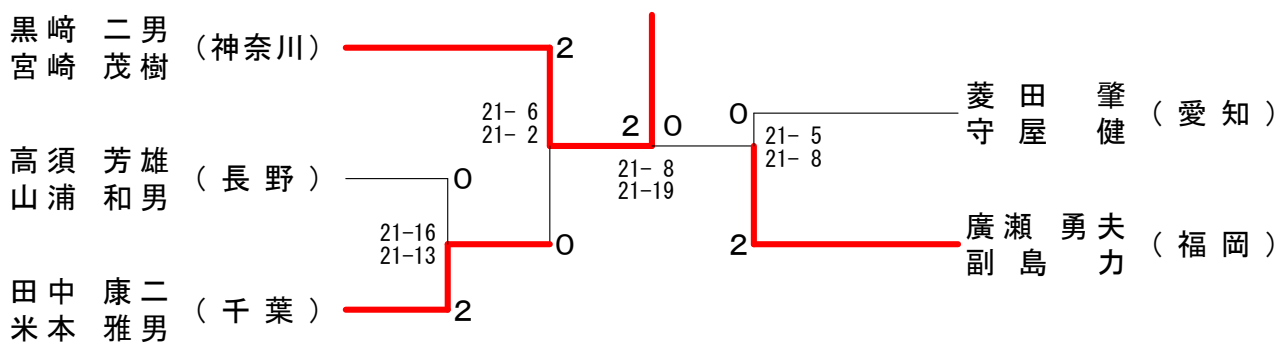 黒﨑 二男
宮崎 茂樹
(神奈川)
2
21- 6
21- 2
高須 芳雄
山浦 和男
(長野)
0
21-16
21-13
0
田中 康二
米本 雅男
(千葉)
2
2 0
21- 8
21-19
0
21- 5
21- 8
菱田 肇
守屋 健
(愛知)
2
廣瀬 勇夫
副島 力
(福岡)